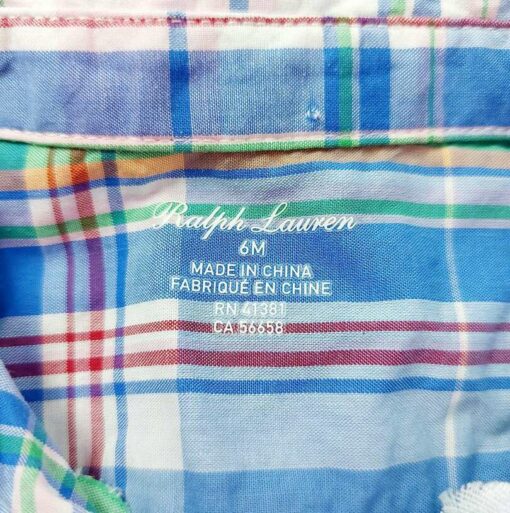 Ralph Lauren
6M
MADE IN CHINA
FABRIQUÉ EN CHINE
RN 41381
CA 56658